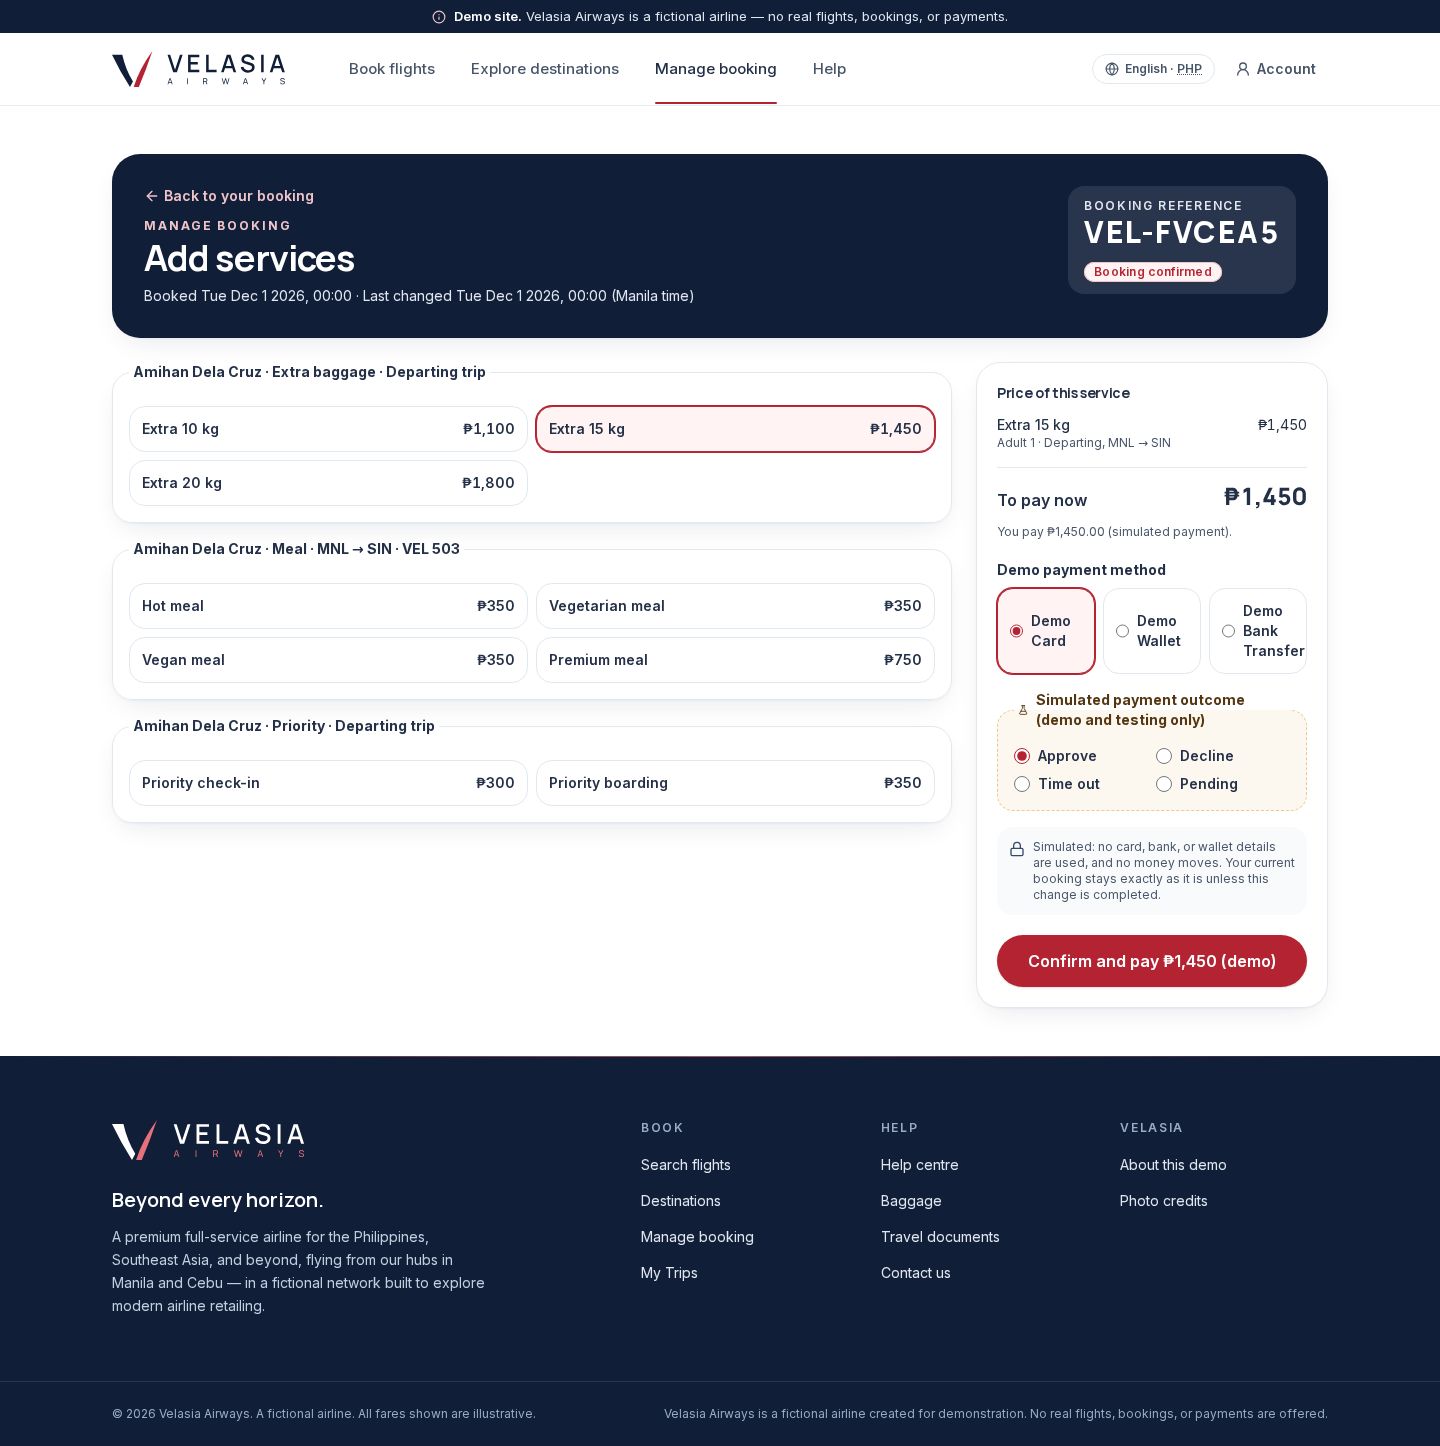 Demo site. Velasia Airways is a fictional airline — no real flights, bookings, or payments.
VELASIA
AIRWAYS
Book flights
Explore destinations
Manage booking
Help
English · PHP
Account
Back to your booking
MANAGE BOOKING
Add services
Booked Tue Dec 1 2026, 00:00 · Last changed Tue Dec 1 2026, 00:00 (Manila time)
BOOKING REFERENCE
VEL-FVCEA5
Booking confirmed
Amihan Dela Cruz · Extra baggage · Departing trip
Extra 10 kg ₱1,100
Extra 15 kg ₱1,450
Extra 20 kg ₱1,800
Amihan Dela Cruz · Meal · MNL → SIN · VEL 503
Hot meal ₱350
Vegetarian meal ₱350
Vegan meal ₱350
Premium meal ₱750
Amihan Dela Cruz · Priority · Departing trip
Priority check-in ₱300
Priority boarding ₱350
Price of this service
Extra 15 kg ₱1,450
Adult 1 · Departing, MNL → SIN
To pay now ₱1,450
You pay ₱1,450.00 (simulated payment).
Demo payment method
Demo
Card
Demo
Wallet
Demo
Bank
Transfer
Simulated payment outcome
(demo and testing only)
Approve
Decline
Time out
Pending
Simulated: no card, bank, or wallet details
are used, and no money moves. Your current
booking stays exactly as it is unless this
change is completed.
Confirm and pay ₱1,450 (demo)
VELASIA
AIRWAYS
Beyond every horizon.
A premium full-service airline for the Philippines,
Southeast Asia, and beyond, flying from our hubs in
Manila and Cebu — in a fictional network built to explore
modern airline retailing.
BOOK
Search flights
Destinations
Manage booking
My Trips
HELP
Help centre
Baggage
Travel documents
Contact us
VELASIA
About this demo
Photo credits
© 2026 Velasia Airways. A fictional airline. All fares shown are illustrative.
Velasia Airways is a fictional airline created for demonstration. No real flights, bookings, or payments are offered.